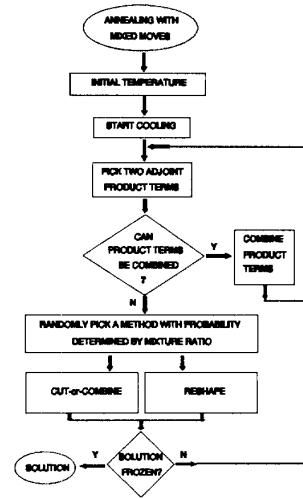 ANNEALING WITH
MIXED MOVES
INITIAL TEMPERATURE
START COOLING
PICK TWO ADJOINT
PRODUCT TERMS
CAN
PRODUCT TERMS
BE COMBINED
?
Y
COMBINE
PRODUCT
TERMS
N
RANDOMLY PICK A METHOD WITH PROBABILITY
DETERMINED BY MIXTURE RATIO
CUT-or-COMBINE
RESHAPE
SOLUTION
FROZEN?
Y
N
SOLUTION